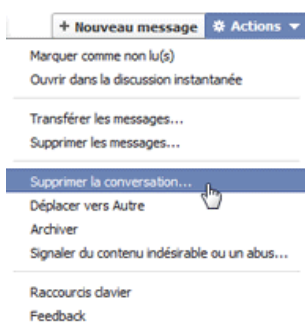 + Nouveau message Actions
Marquer comme non lu(s)
Ouvrir dans la discussion instantanée
Transférer les messages...
Supprimer les messages...
Supprimer la conversation...
Déplacer vers Autre
Archiver
Signaler du contenu indésirable ou un abus...
Raccourcis clavier
Feedback